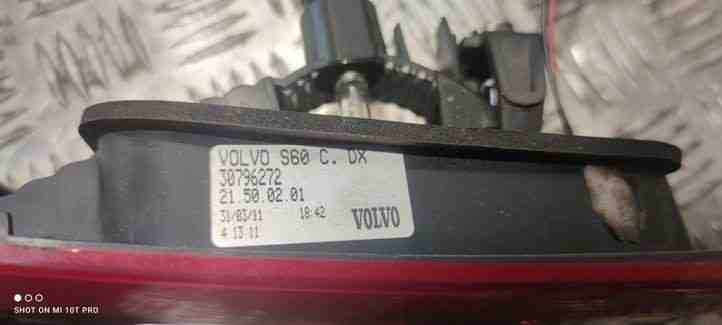 VOLVO S60 C. DX
30796272
21.50.02.01
31/03/11 18:42
4 13:11
VOLVO
SHOT ON MI 10T PRO